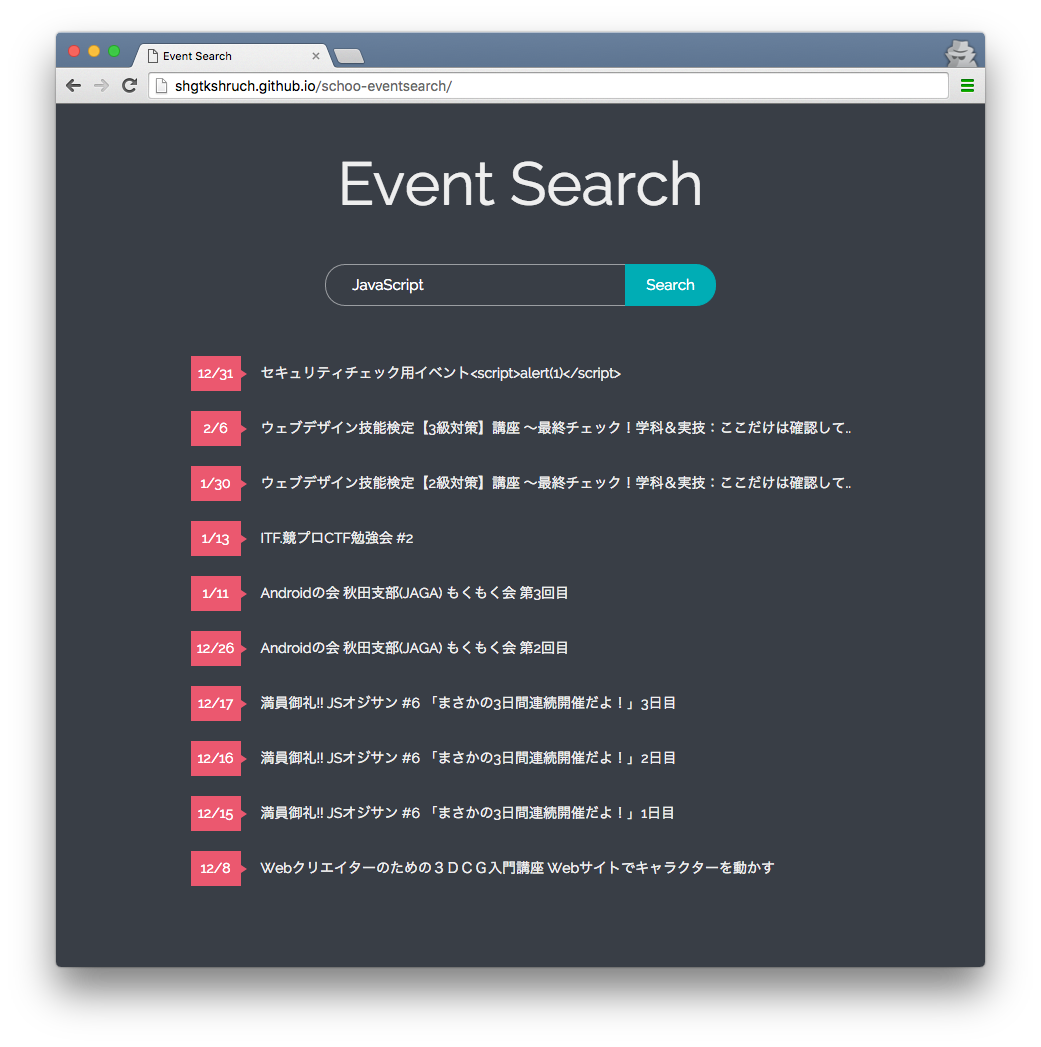 Event Search
shgtkshruch.github.io/schoo-eventsearch/
Event Search
JavaScript Search
12/31 セキュリティチェック用イベント<script>alert(1)</script>
2/6 ウェブデザイン技能検定【3級対策】講座 〜最終チェック！学科＆実技：ここだけは確認して..
1/30 ウェブデザイン技能検定【2級対策】講座 〜最終チェック！学科＆実技：ここだけは確認して..
1/13 ITF.競プロCTF勉強会 #2
1/11 Androidの会 秋田支部(JAGA) もくもく会 第3回目
12/26 Androidの会 秋田支部(JAGA) もくもく会 第2回目
12/17 満員御礼!! JSオジサン #6 「まさかの3日間連続開催だよ！」3日目
12/16 満員御礼!! JSオジサン #6 「まさかの3日間連続開催だよ！」2日目
12/15 満員御礼!! JSオジサン #6 「まさかの3日間連続開催だよ！」1日目
12/8 Webクリエイターのための３ＤＣＧ入門講座 Webサイトでキャラクターを動かす